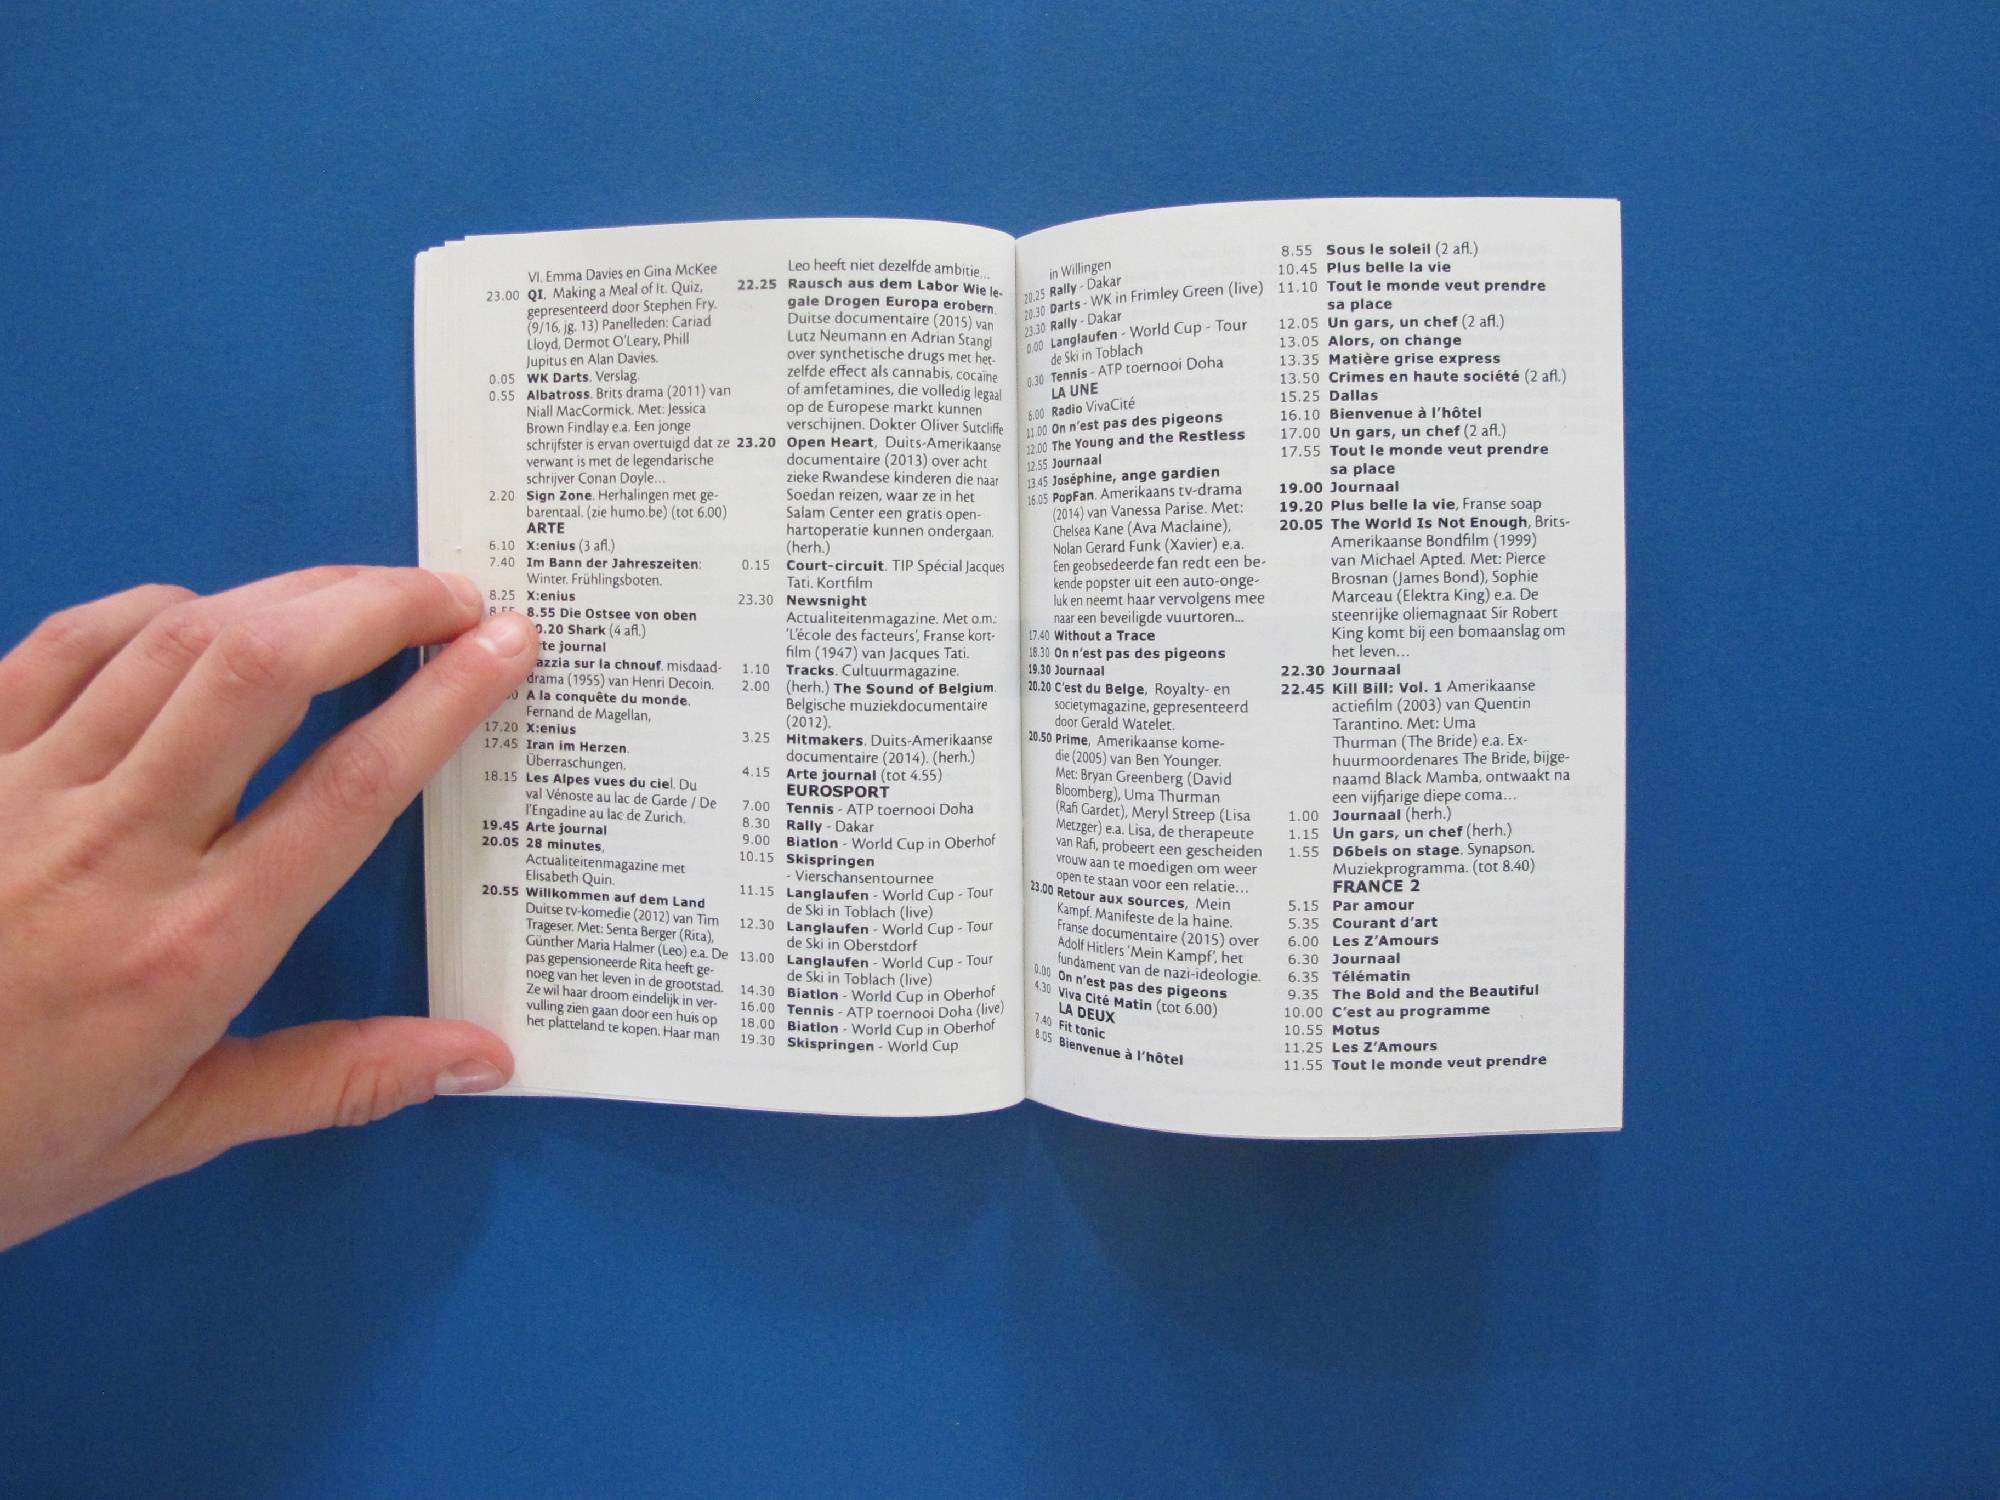 VI. Emma Davies en Gina McKee
23.00 QI, Making a Meal of It. Quiz,
gepresenteerd door Stephen Fry.
(9/16, jg. 13) Panelleden: Cariad
Lloyd, Dermot O'Leary, Phill
Jupitus en Alan Davies.
0.05 WK Darts. Verslag.
0.55 Albatross. Brits drama (2011) van
Niall MacCormick. Met: Jessica
Brown Findlay e.a. Een jonge
schrijfster is ervan overtuigd dat ze
verwant is met de legendarische
schrijver Conan Doyle...
2.20 Sign Zone. Herhalingen met ge-
barentaal. (zie humo.be) (tot 6.00)
ARTE
6.10 X:enius (3 afl.)
7.40 Im Bann der Jahreszeiten:
Winter. Frühlingsboten.
8.25 X:enius
8.55 8.55 Die Ostsee von oben
0.20 Shark (4 afl.)
rte journal
azzia sur la chnouf. misdaad-
drama (1955) van Henri Decoin.
0 A la conquête du monde.
Fernand de Magellan,
17.20 X:enius
17.45 Iran im Herzen.
Überraschungen.
18.15 Les Alpes vues du ciel. Du
val Vénoste au lac de Garde / De
l'Engadine au lac de Zurich.
19.45 Arte journal
20.05 28 minutes,
Actualiteitenmagazine met
Elisabeth Quin.
20.55 Willkommen auf dem Land
Duitse tv-komedie (2012) van Tim
Trageser. Met: Senta Berger (Rita),
Günther Maria Halmer (Leo) e.a. De
pas gepensioneerde Rita heeft ge-
noeg van het leven in de grootstad.
Ze wil haar droom eindelijk in ver-
vulling zien gaan door een huis op
het platteland te kopen. Haar man
Leo heeft niet dezelfde ambitie...
22.25 Rausch aus dem Labor Wie le-
gale Drogen Europa erobern.
Duitse documentaire (2015) van
Lutz Neumann en Adrian Stangl
over synthetische drugs met het-
zelfde effect als cannabis, cocaïne
of amfetamines, die volledig legaal
op de Europese markt kunnen
verschijnen. Dokter Oliver Sutcliffe
23.20 Open Heart, Duits-Amerikaanse
documentaire (2013) over acht
zieke Rwandese kinderen die naar
Soedan reizen, waar ze in het
Salam Center een gratis open-
hartoperatie kunnen ondergaan.
(herh.)
0.15 Court-circuit. TIP Spécial Jacques
Tati. Kortfilm
23.30 Newsnight
Actualiteitenmagazine. Met o.m.:
'L'école des facteurs', Franse kort-
film (1947) van Jacques Tati.
1.10 Tracks. Cultuurmagazine.
2.00 (herh.) The Sound of Belgium.
Belgische muziekdocumentaire
(2012).
3.25 Hitmakers. Duits-Amerikaanse
documentaire (2014). (herh.)
4.15 Arte journal (tot 4.55)
EUROSPORT
7.00 Tennis - ATP toernooi Doha
8.30 Rally - Dakar
9.00 Biatlon - World Cup in Oberhof
10.15 Skispringen
- Vierschansentournee
11.15 Langlaufen - World Cup - Tour
de Ski in Toblach (live)
12.30 Langlaufen - World Cup - Tour
de Ski in Oberstdorf
13.00 Langlaufen - World Cup - Tour
de Ski in Toblach (live)
14.30 Biatlon - World Cup in Oberhof
16.00 Tennis - ATP toernooi Doha (live)
18.00 Biatlon - World Cup in Oberhof
19.30 Skispringen - World Cup
in Willingen
20.25 Rally - Dakar
20.30 Darts - WK in Frimley Green (live)
23.30 Rally - Dakar
0.00 Langlaufen - World Cup - Tour
de Ski in Toblach
0.30 Tennis - ATP toernooi Doha
LA UNE
6.00 Radio VivaCité
11.00 On n'est pas des pigeons
12.00 The Young and the Restless
12.55 Journaal
13.45 Joséphine, ange gardien
16.05 PopFan. Amerikaans tv-drama
(2014) van Vanessa Parise. Met:
Chelsea Kane (Ava Maclaine),
Nolan Gerard Funk (Xavier) e.a.
Een geobsedeerde fan redt een be-
kende popster uit een auto-onge-
luk en neemt haar vervolgens mee
naar een beveiligde vuurtoren...
17.40 Without a Trace
18.30 On n'est pas des pigeons
19.30 Journaal
20.20 C'est du Belge, Royalty- en
societymagazine, gepresenteerd
door Gerald Watelet.
20.50 Prime, Amerikaanse kome-
die (2005) van Ben Younger.
Met: Bryan Greenberg (David
Bloomberg), Uma Thurman
(Rafi Gardet), Meryl Streep (Lisa
Metzger) e.a. Lisa, de therapeute
van Rafi, probeert een gescheiden
vrouw aan te moedigen om weer
open te staan voor een relatie...
23.00 Retour aux sources, Mein
Kampf. Manifeste de la haine.
Franse documentaire (2015) over
Adolf Hitlers 'Mein Kampf', het
fundament van de nazi-ideologie.
0.00 On n'est pas des pigeons
4.30 Viva Cité Matin (tot 6.00)
LA DEUX
7.40 Fit tonic
8.05 Bienvenue à l'hôtel
8.55 Sous le soleil (2 afl.)
10.45 Plus belle la vie
11.10 Tout le monde veut prendre
sa place
12.05 Un gars, un chef (2 afl.)
13.05 Alors, on change
13.35 Matière grise express
13.50 Crimes en haute société (2 afl.)
15.25 Dallas
16.10 Bienvenue à l'hôtel
17.00 Un gars, un chef (2 afl.)
17.55 Tout le monde veut prendre
sa place
19.00 Journaal
19.20 Plus belle la vie, Franse soap
20.05 The World Is Not Enough, Brits-
Amerikaanse Bondfilm (1999)
van Michael Apted. Met: Pierce
Brosnan (James Bond), Sophie
Marceau (Elektra King) e.a. De
steenrijke oliemagnaat Sir Robert
King komt bij een bomaanslag om
het leven...
22.30 Journaal
22.45 Kill Bill: Vol. 1 Amerikaanse
actiefilm (2003) van Quentin
Tarantino. Met: Uma
Thurman (The Bride) e.a. Ex-
huurmoordenares The Bride, bijge-
naamd Black Mamba, ontwaakt na
een vijfjarige diepe coma...
1.00 Journaal (herh.)
1.15 Un gars, un chef (herh.)
1.55 D6bels on stage. Synapson.
Muziekprogramma. (tot 8.40)
FRANCE 2
5.15 Par amour
5.35 Courant d'art
6.00 Les Z'Amours
6.30 Journaal
6.35 Télématin
9.35 The Bold and the Beautiful
10.00 C'est au programme
10.55 Motus
11.25 Les Z'Amours
11.55 Tout le monde veut prendre